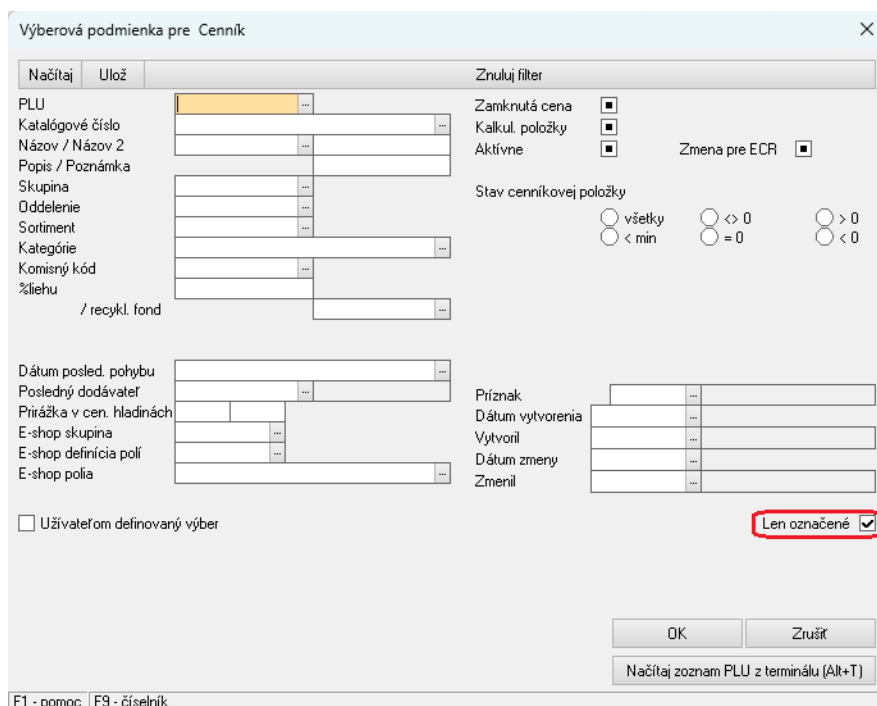 Výberová podmienka pre Cenník
Načítaj Ulož Znuluj filter
PLU ...
Katalógové číslo ...
Názov / Názov 2 ...
Popis / Poznámka
Skupina ...
Oddelenie ...
Sortiment ...
Kategórie ...
Komisný kód ...
%liehu
/ recykl. fond ...
Zamknutá cena
Kalkul. položky
Aktívne Zmena pre ECR
Stav cenníkovej položky
všetky <> 0 > 0
< min = 0 < 0
Dátum posled. pohybu ...
Posledný dodávateľ ...
Prirážka v cen. hladinách
E-shop skupina ...
E-shop definícia polí ...
E-shop polia ...
Príznak ...
Dátum vytvorenia ...
Vytvoril ...
Dátum zmeny ...
Zmenil ...
Užívateľom definovaný výber
Len označené
OK Zrušiť
Načítaj zoznam PLU z terminálu (Alt+T)
F1 - pomoc F9 - číselník